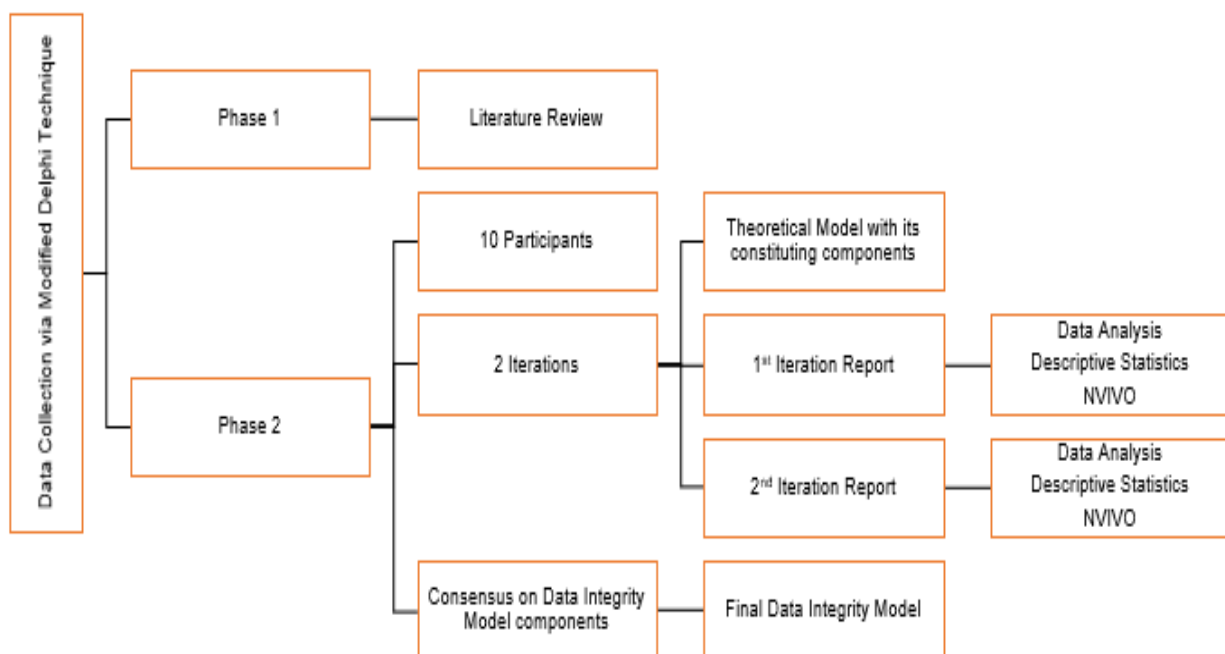 Data Collection via Modified Delphi Technique
Phase 1
Literature Review
10 Participants
Theoretical Model with its
constituting components
2 Iterations
1st Iteration Report
Data Analysis
Descriptive Statistics
NVIVO
Phase 2
2nd Iteration Report
Data Analysis
Descriptive Statistics
NVIVO
Consensus on Data Integrity
Model components
Final Data Integrity Model